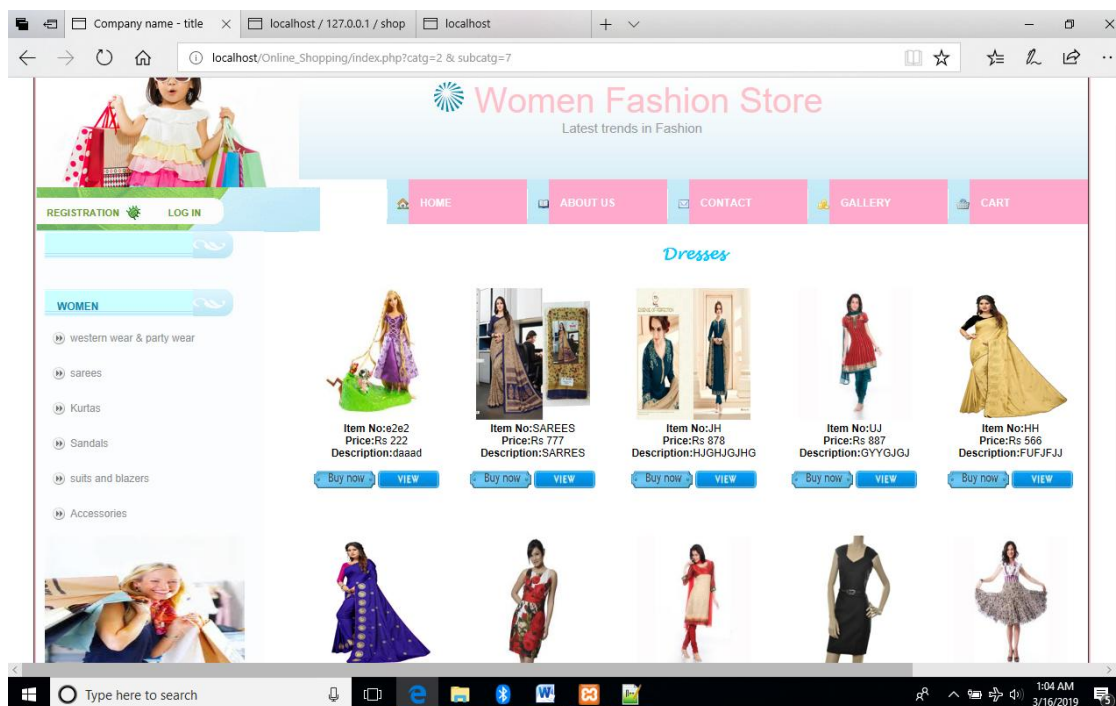 Company name - title
localhost / 127.0.0.1 / shop
localhost
localhost/Online_Shopping/index.php?catg=2 & subcatg=7
Women Fashion Store
Latest trends in Fashion
REGISTRATION
LOG IN
HOME
ABOUT US
CONTACT
GALLERY
CART
WOMEN
western wear & party wear
sarees
Kurtas
Sandals
suits and blazers
Accessories
Dresses
Item No:e2e2
Price:Rs 222
Description:daaad
Buy now VIEW
Item No:SAREES
Price:Rs 777
Description:SARRES
Buy now VIEW
Item No:JH
Price:Rs 878
Description:HJGHJGJHG
Buy now VIEW
Item No:UJ
Price:Rs 887
Description:GYYGJGJ
Buy now VIEW
Item No:HH
Price:Rs 566
Description:FUFJFJJ
Buy now VIEW
Type here to search
1:04 AM
3/16/2019